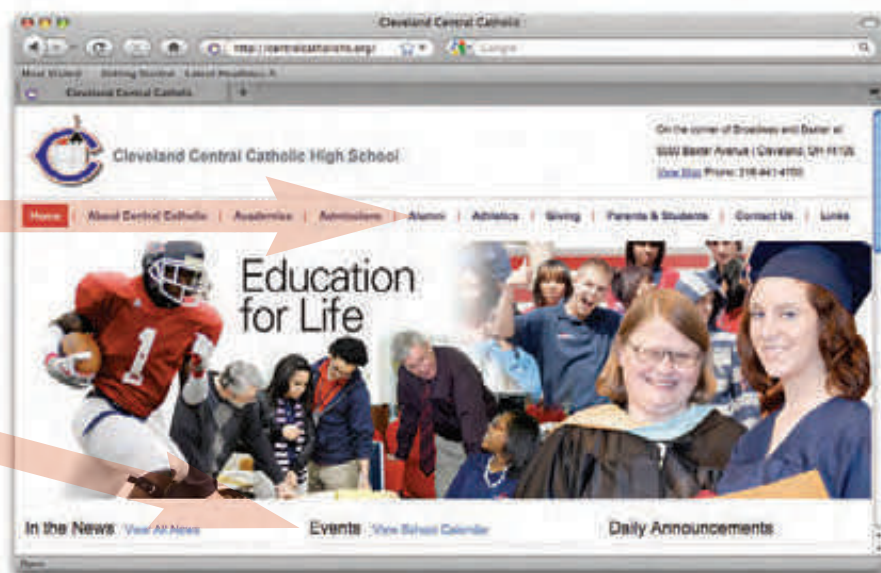 Cleveland Central Catholic
Most Visited Getting Started Latest Headlines
Cleveland Central Catholic
Cleveland Central Catholic High School
On the corner of Broadway and Baxter at
Baxter Avenue | Cleveland, OH
View Map Phone:
Home | About Central Catholic | Academics | Admissions | Alumni | Athletics | Giving | Parents & Students | Contact Us | Links
Education
for Life
1
In the News View All News Events View School Calendar Daily Announcements